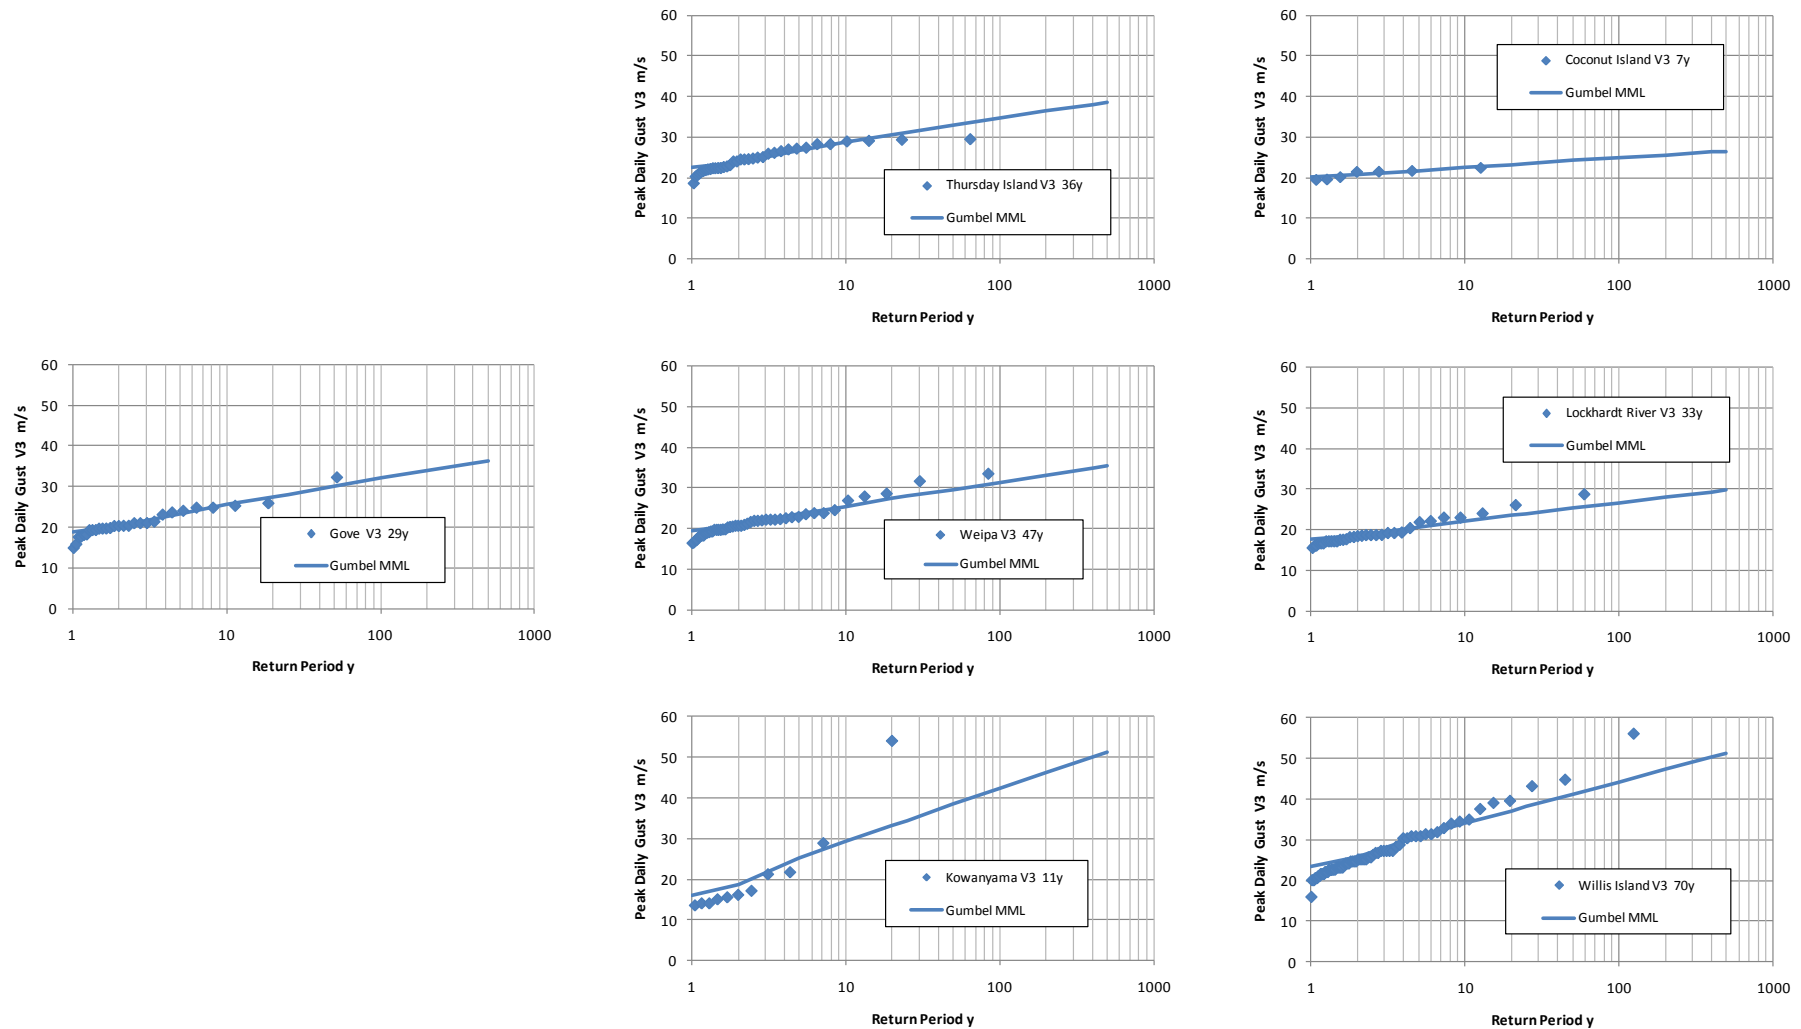 60
50
40
30
20
10
0
Peak Daily Gust V3 m/s
Thursday Island V3 36y
Gumbel MML
1
10
100
1000
Return Period y
60
50
40
30
20
10
0
Peak Daily Gust V3 m/s
Coconut Island V3 7y
Gumbel MML
1
10
100
1000
Return Period y
60
50
40
30
20
10
0
Peak Daily Gust V3 m/s
Gove V3 29y
Gumbel MML
1
10
100
1000
Return Period y
60
50
40
30
20
10
0
Peak Daily Gust V3 m/s
Weipa V3 47y
Gumbel MML
1
10
100
1000
Return Period y
60
50
40
30
20
10
0
Peak Daily Gust V3 m/s
Lockhardt River V3 33y
Gumbel MML
1
10
100
1000
Return Period y
60
50
40
30
20
10
0
Peak Daily Gust V3 m/s
Kowanyama V3 11y
Gumbel MML
1
10
100
1000
Return Period y
60
50
40
30
20
10
0
Peak Daily Gust V3 m/s
Willis Island V3 70y
Gumbel MML
1
10
100
1000
Return Period y